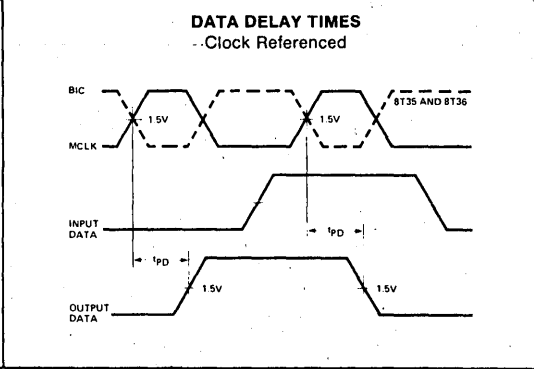 DATA DELAY TIMES
Clock Referenced
BIC
8T35 AND 8T36
1.5V
1.5V
MCLK
INPUT
DATA
tPD
tPD
1.5V
1.5V
OUTPUT
DATA